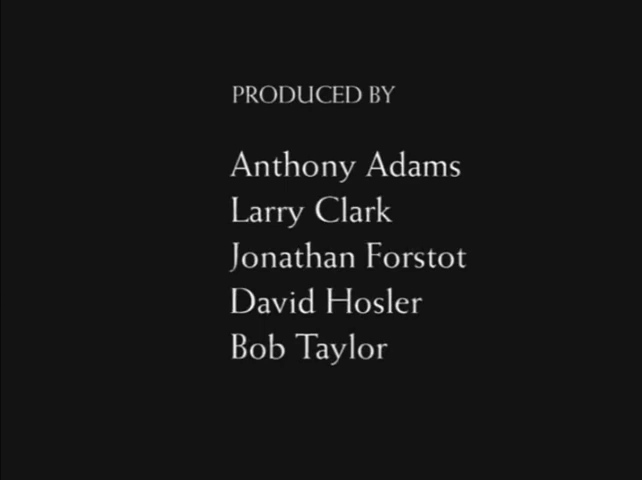 PRODUCED BY
Anthony Adams
Larry Clark
Jonathan Forstot
David Hosler
Bob Taylor